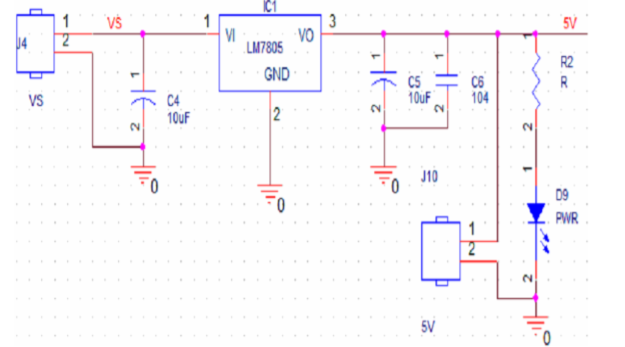 IC1
J4
1
2
VS
1
VI
VO
LM7805
GND
3
5V
2
VS
1
2
C4
10uF
0
0
1
2
C5
10uF
1
2
C6
104
0
1
R2
R
2
J10
1
2
5V
1
D9
PWR
2
0